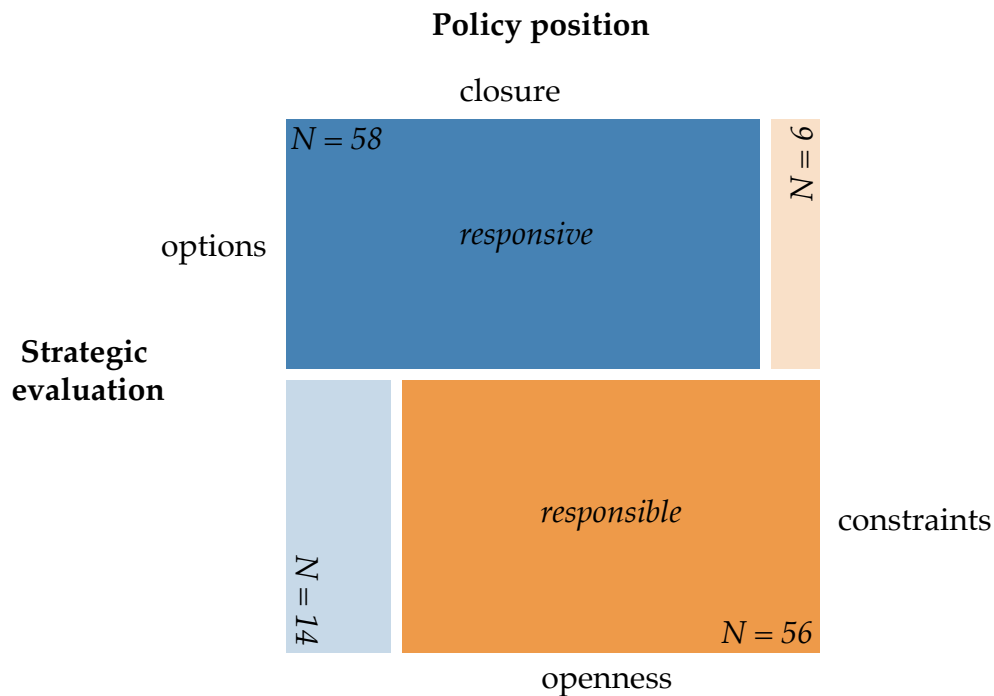 Policy position
closure
N = 58
N = 6
options
responsive
Strategic
evaluation
responsible
constraints
N = 14
N = 56
openness